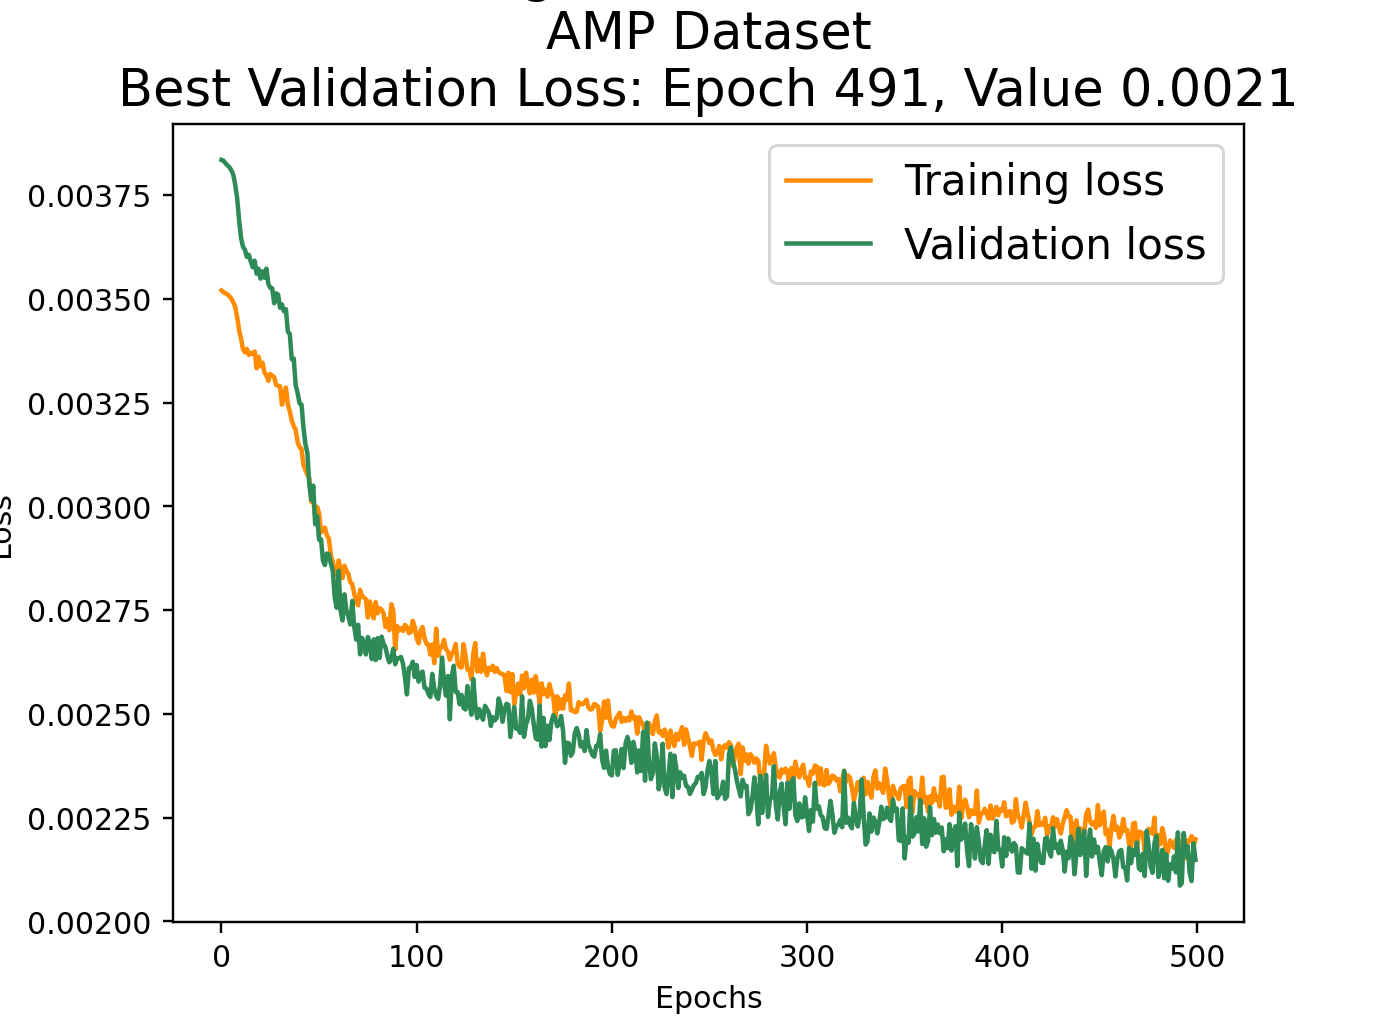 AMP Dataset
Best Validation Loss: Epoch 491, Value 0.0021
Training loss
Validation loss
0.00375
0.00350
0.00325
0.00300
0.00275
0.00250
0.00225
0.00200
Loss
0 100 200 300 400 500
Epochs